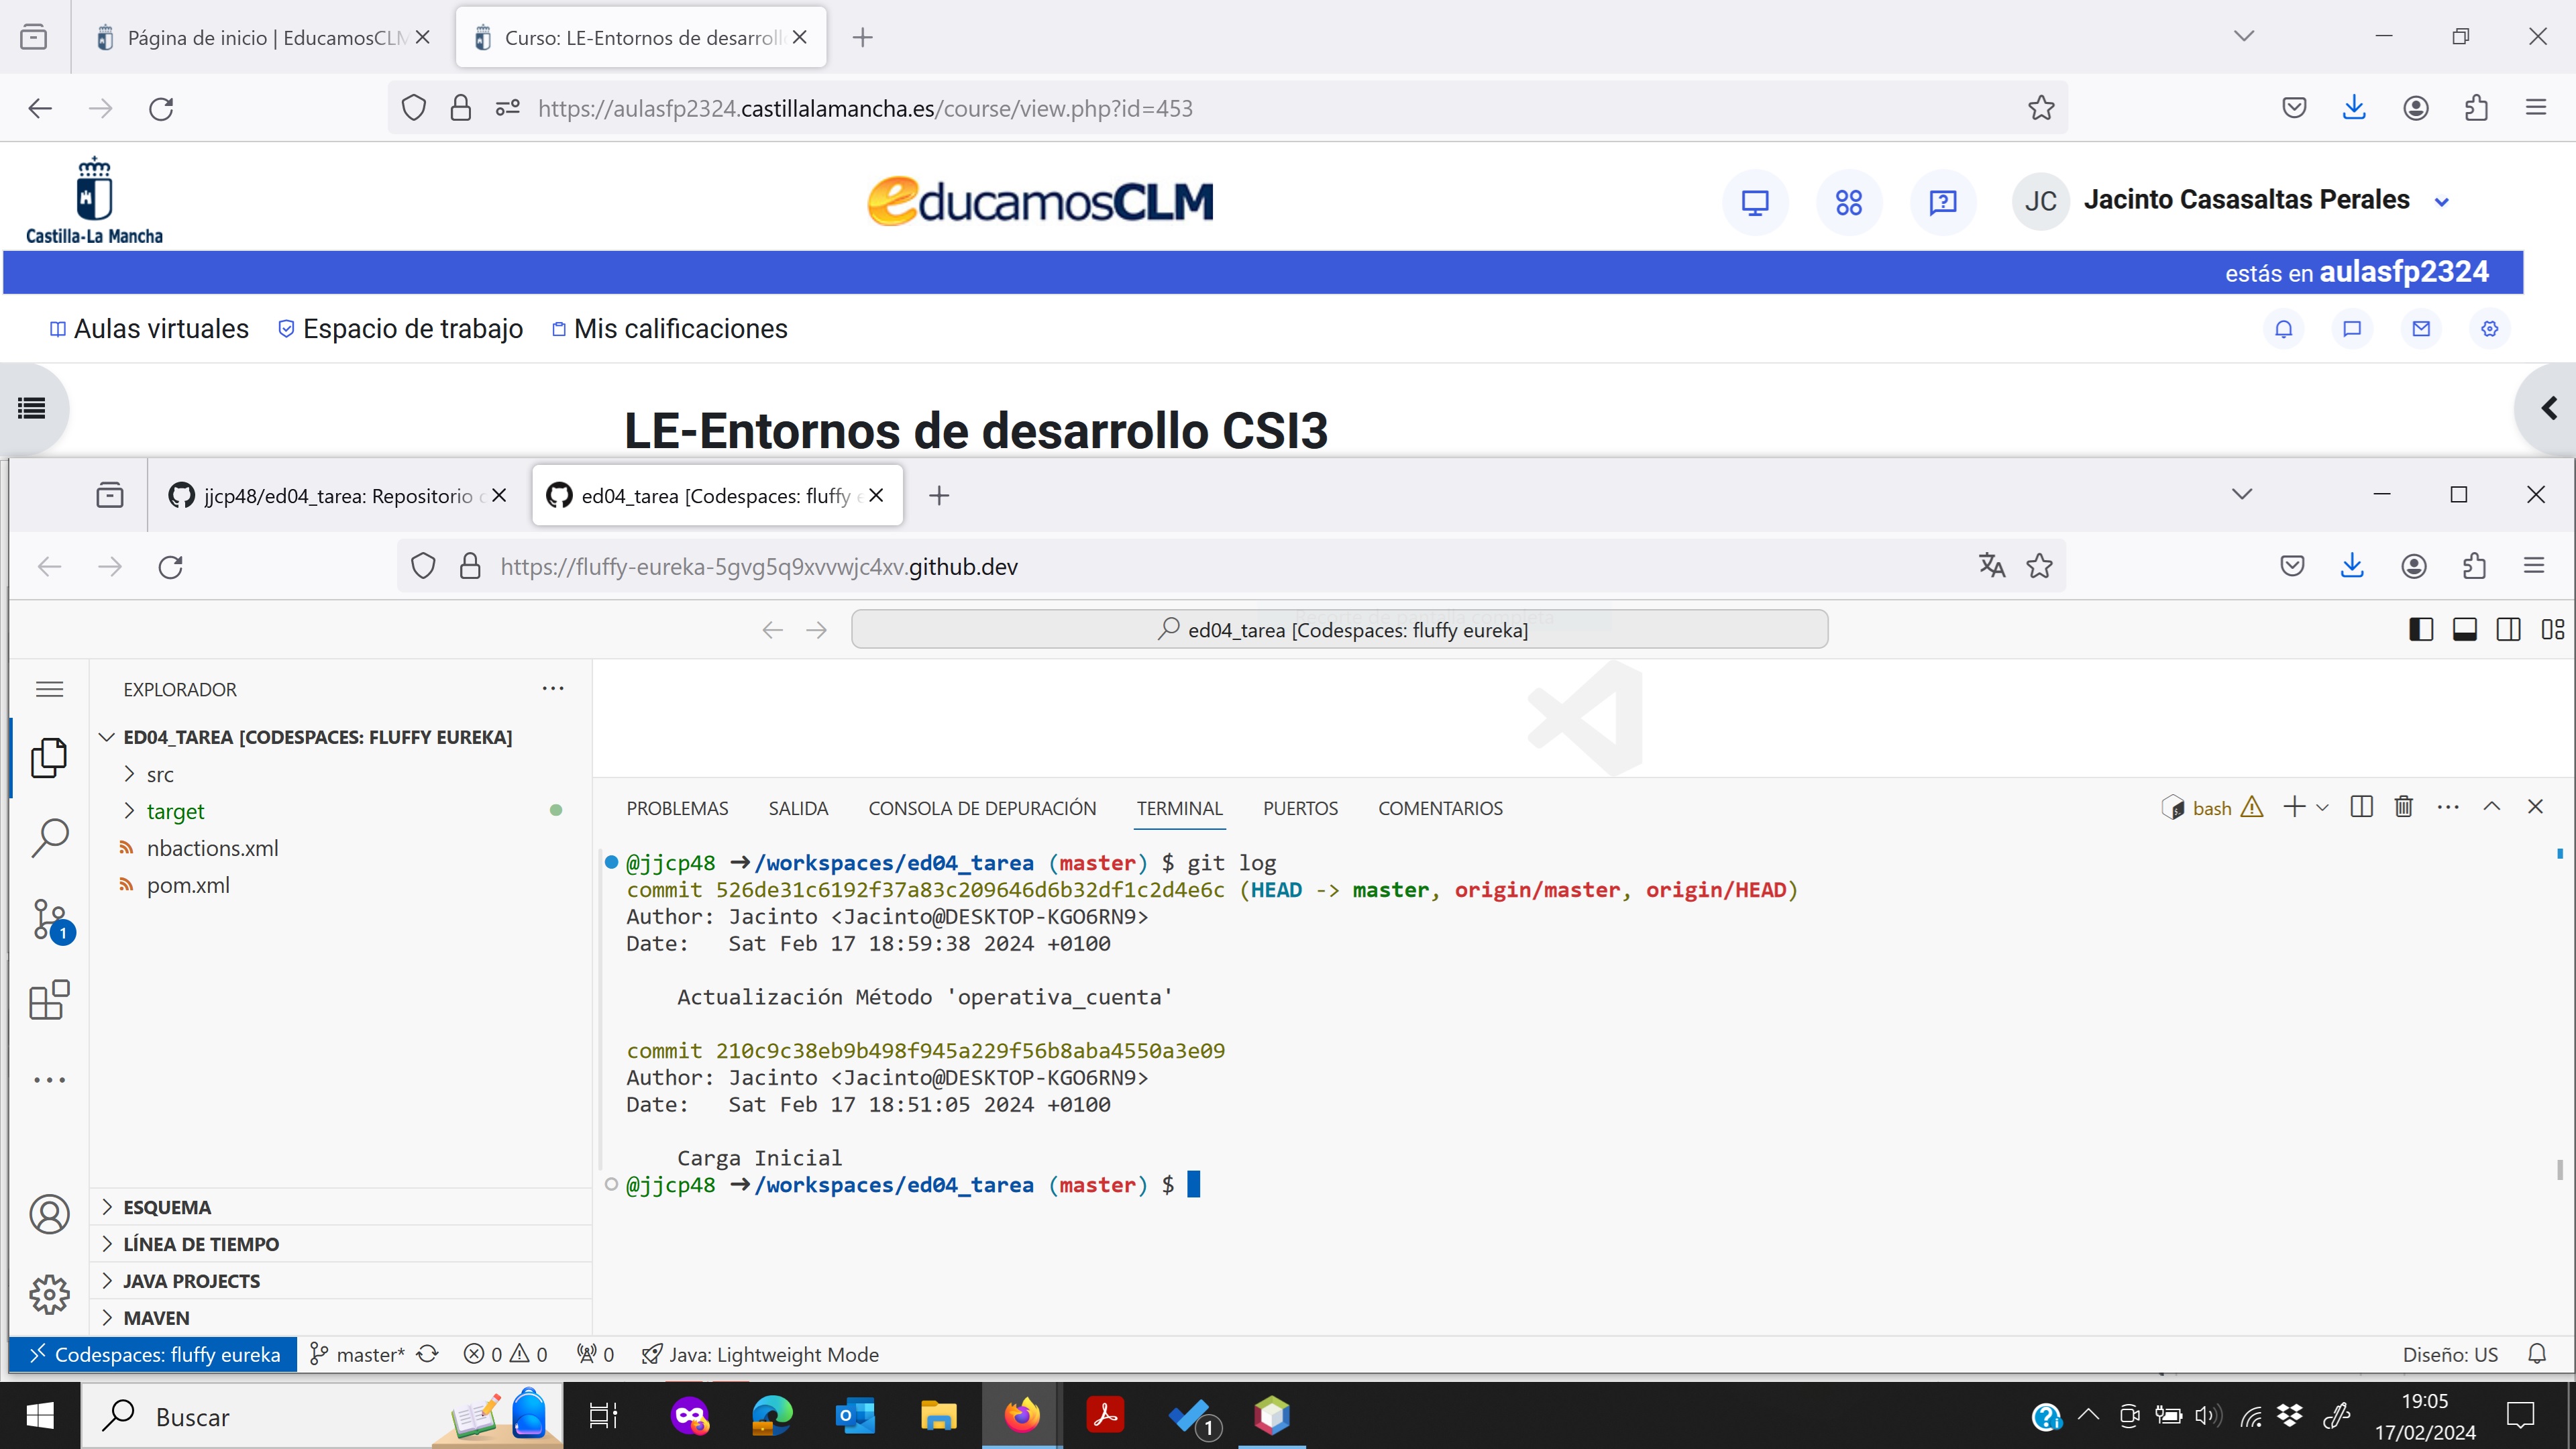 Página de inicio | EducamosCLM
Curso: LE-Entornos de desarroll
https://aulasfp2324.castillalamancha.es/course/view.php?id=453
Castilla-La Mancha
educamosCLM
JC
Jacinto Casasaltas Perales
estás en aulasfp2324
Aulas virtuales
Espacio de trabajo
Mis calificaciones
LE-Entornos de desarrollo CSI3
jjcp48/ed04_tarea: Repositorio
ed04_tarea [Codespaces: fluffy e
https://fluffy-eureka-5gvg5q9xvvwjc4xv.github.dev
Recorte de pantalla completa
ed04_tarea [Codespaces: fluffy eureka]
EXPLORADOR
ED04_TAREA [CODESPACES: FLUFFY EUREKA]
src
target
nbactions.xml
pom.xml
1
ESQUEMA
LÍNEA DE TIEMPO
JAVA PROJECTS
MAVEN
PROBLEMAS
SALIDA
CONSOLA DE DEPURACIÓN
TERMINAL
PUERTOS
COMENTARIOS
bash
@jjcp48 ➜/workspaces/ed04_tarea (master) $ git log
commit 526de31c6192f37a83c209646d6b32df1c2d4e6c (HEAD -> master, origin/master, origin/HEAD)
Author: Jacinto <Jacinto@DESKTOP-KGO6RN9>
Date:   Sat Feb 17 18:59:38 2024 +0100
Actualización Método 'operativa_cuenta'
commit 210c9c38eb9b498f945a229f56b8aba4550a3e09
Author: Jacinto <Jacinto@DESKTOP-KGO6RN9>
Date:   Sat Feb 17 18:51:05 2024 +0100
Carga Inicial
@jjcp48 ➜/workspaces/ed04_tarea (master) $
Codespaces: fluffy eureka
master*
0
0
0
Java: Lightweight Mode
Diseño: US
Buscar
1
19:05
17/02/2024